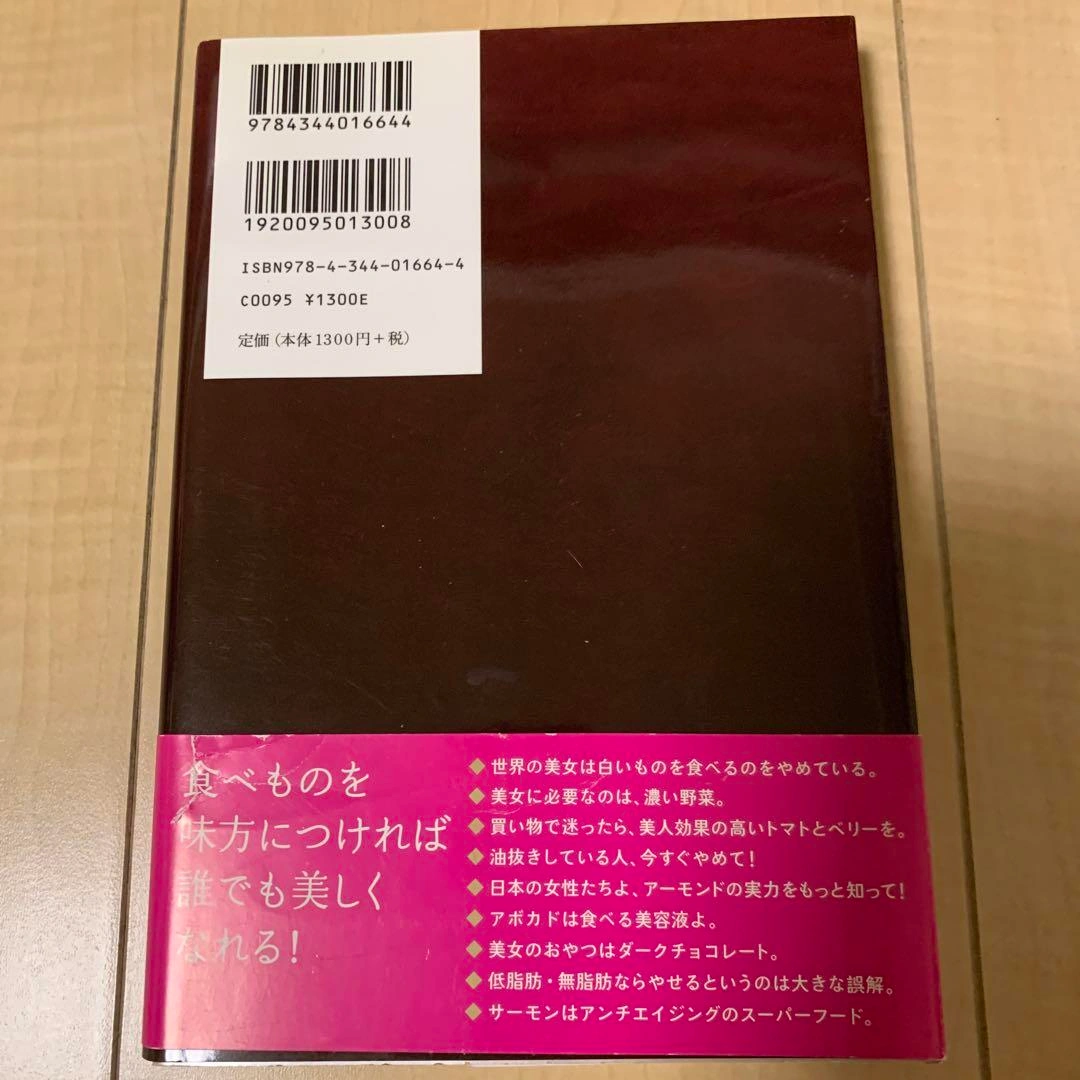 9784344016644
1920095013008
ISBN978-4-344-01664-4
C0095 ¥1300E
定価(本体1300円+税)
食べものを
味方につければ
誰でも美しく
なれる!
◆世界の美女は白いものを食べるのをやめている。
◆美女に必要なのは、濃い野菜。
◆買い物で迷ったら、美人効果の高いトマトとベリーを。
◆油抜きしている人、今すぐやめて!
◆日本の女性たちよ、アーモンドの実力をもっと知って!
◆アボカドは食べる美容液よ。
◆美女のおやつはダークチョコレート。
◆低脂肪・無脂肪ならやせるというのは大きな誤解。
◆サーモンはアンチエイジングのスーパーフード。